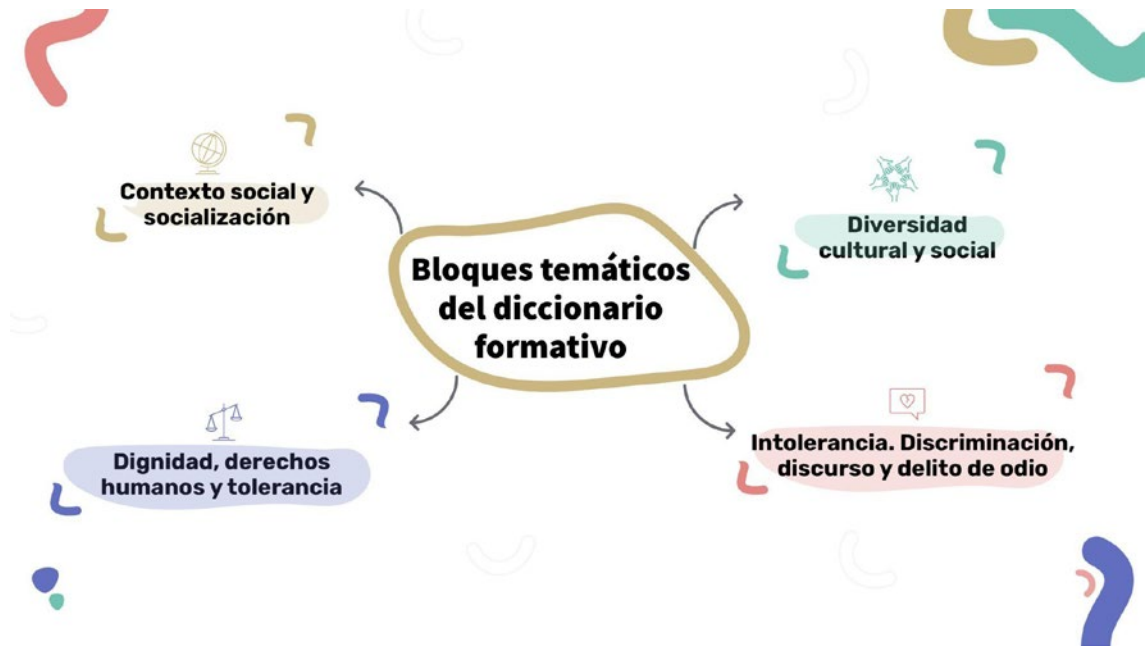 Contexto social y
socialización
Diversidad
cultural y social
Bloques temáticos
del diccionario
formativo
Dignidad, derechos
humanos y tolerancia
Intolerancia. Discriminación,
discurso y delito de odio